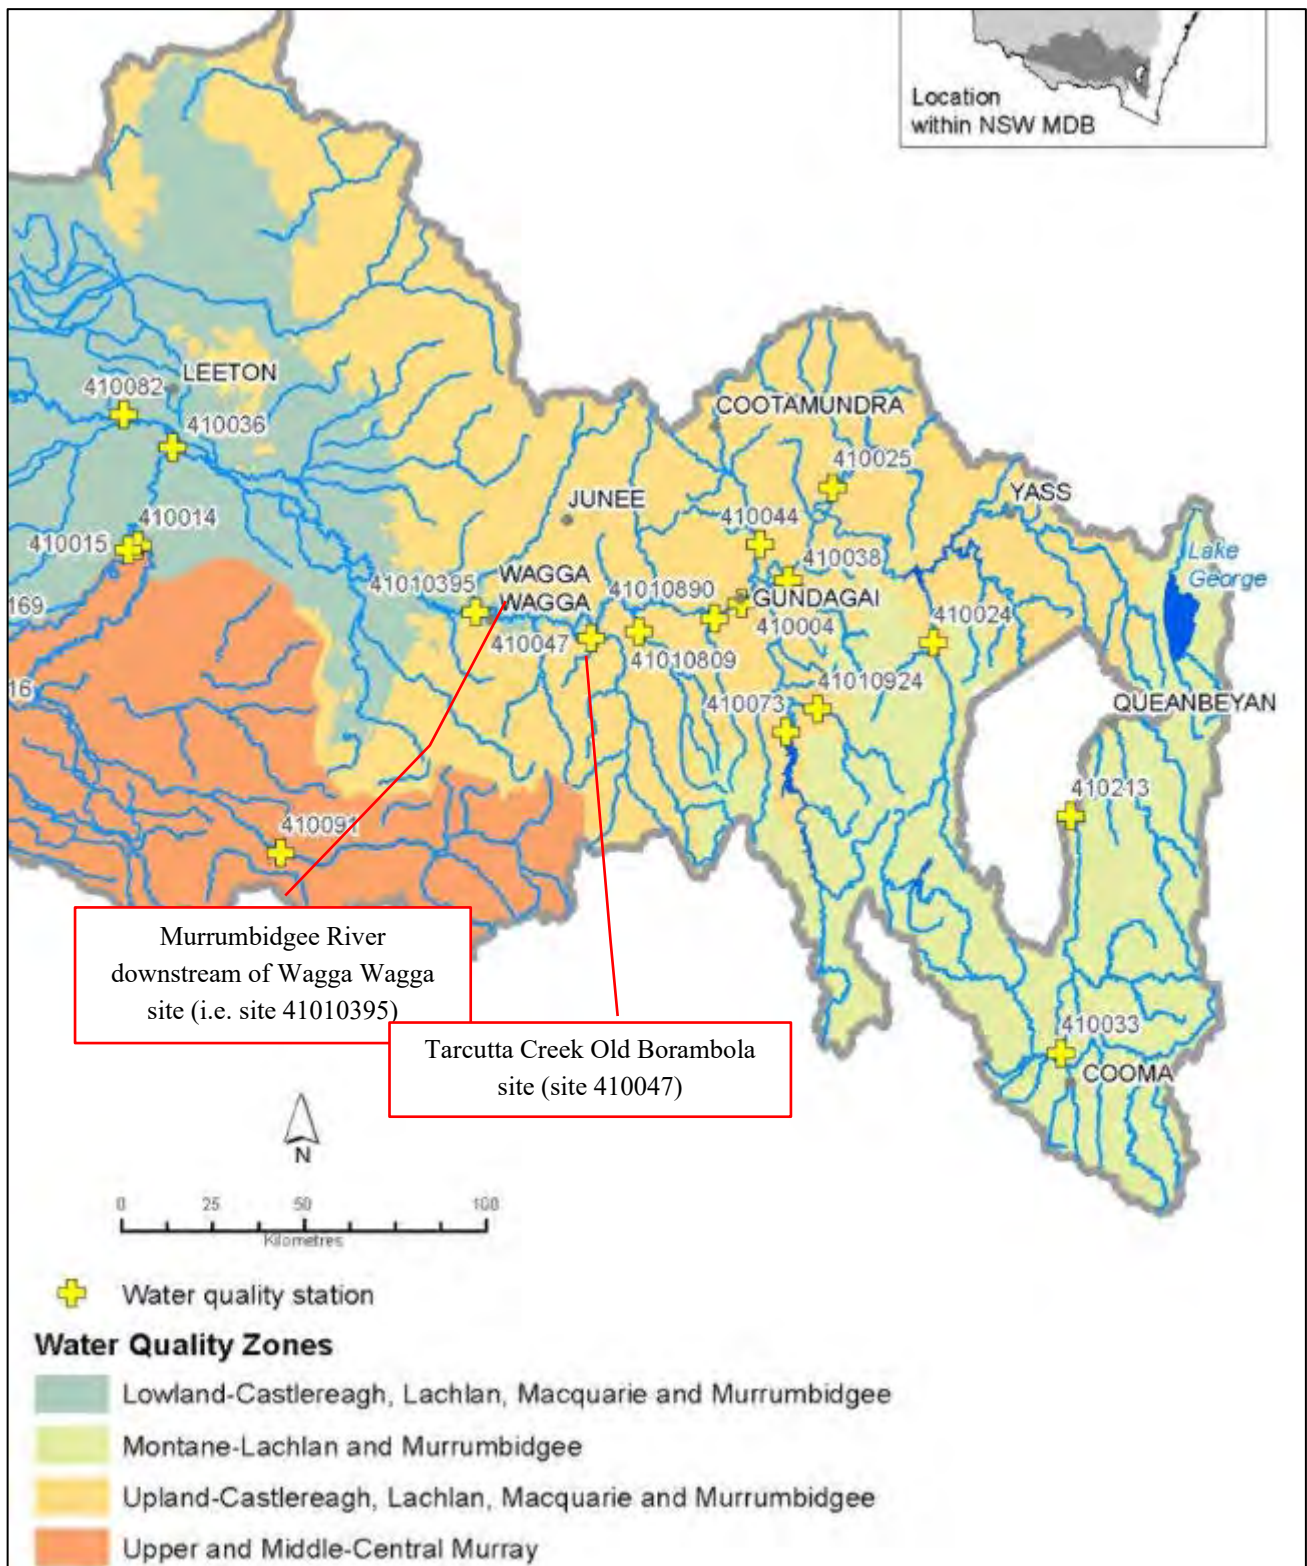 Location
within NSW MDB
LEETON
410082
410036
COOTAMUNDRA
410025
YASS
JUNEE
410044
410014
410015
410038
Lake
George
41010395
WAGGA
WAGGA
41010890
GUNDAGAI
169
410047
410004
410024
41010809
41010924
16
410073
QUEANBEYAN
410213
410091
Murrumbidgee River
downstream of Wagga Wagga
site (i.e. site 41010395)
Tarcutta Creek Old Borambola
site (site 410047)
410033
COOMA
N
0 25 50 100
Kilometres
Water quality station
Water Quality Zones
Lowland-Castlereagh, Lachlan, Macquarie and Murrumbidgee
Montane-Lachlan and Murrumbidgee
Upland-Castlereagh, Lachlan, Macquarie and Murrumbidgee
Upper and Middle-Central Murray